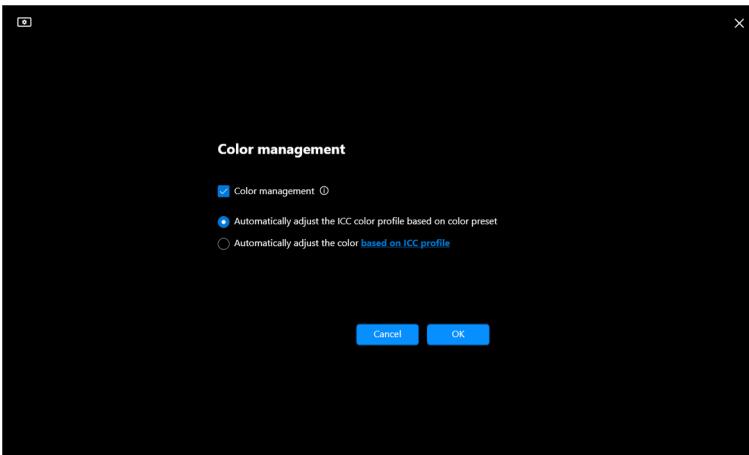 Color management
Color management
Automatically adjust the ICC color profile based on color preset
Automatically adjust the color based on ICC profile
Cancel OK